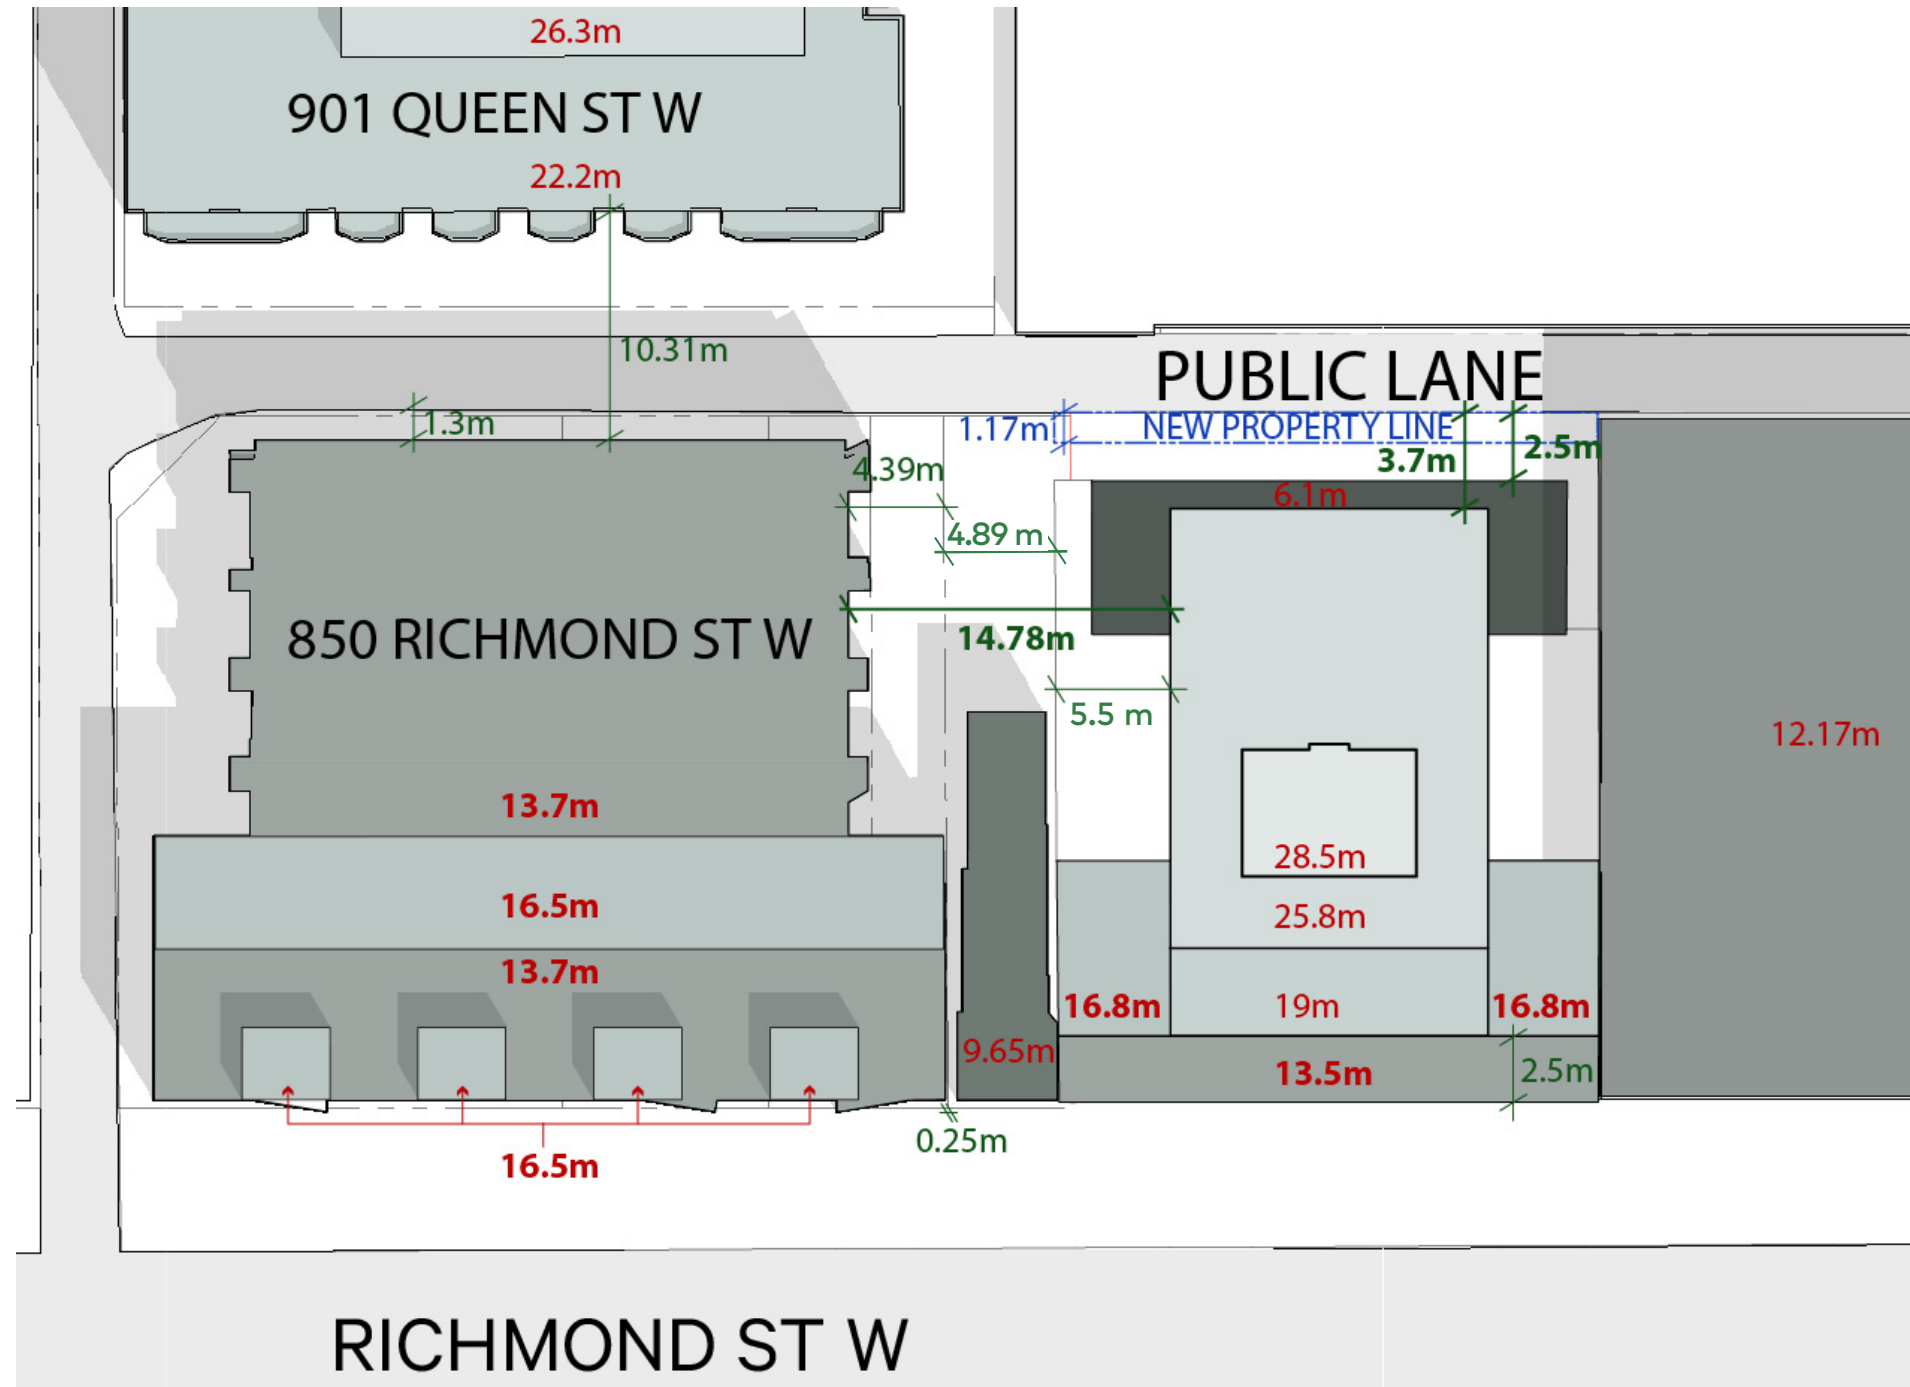 26.3m
901 QUEEN ST W
22.2m
10.31m
PUBLIC LANE
1.3m
1.17m
NEW PROPERTY LINE
2.5m
3.7m
4.39m
6.1m
4.89 m
850 RICHMOND ST W
14.78m
5.5 m
12.17m
13.7m
28.5m
16.5m
25.8m
13.7m
16.8m
19m
16.8m
9.65m
13.5m
2.5m
0.25m
16.5m
RICHMOND ST W